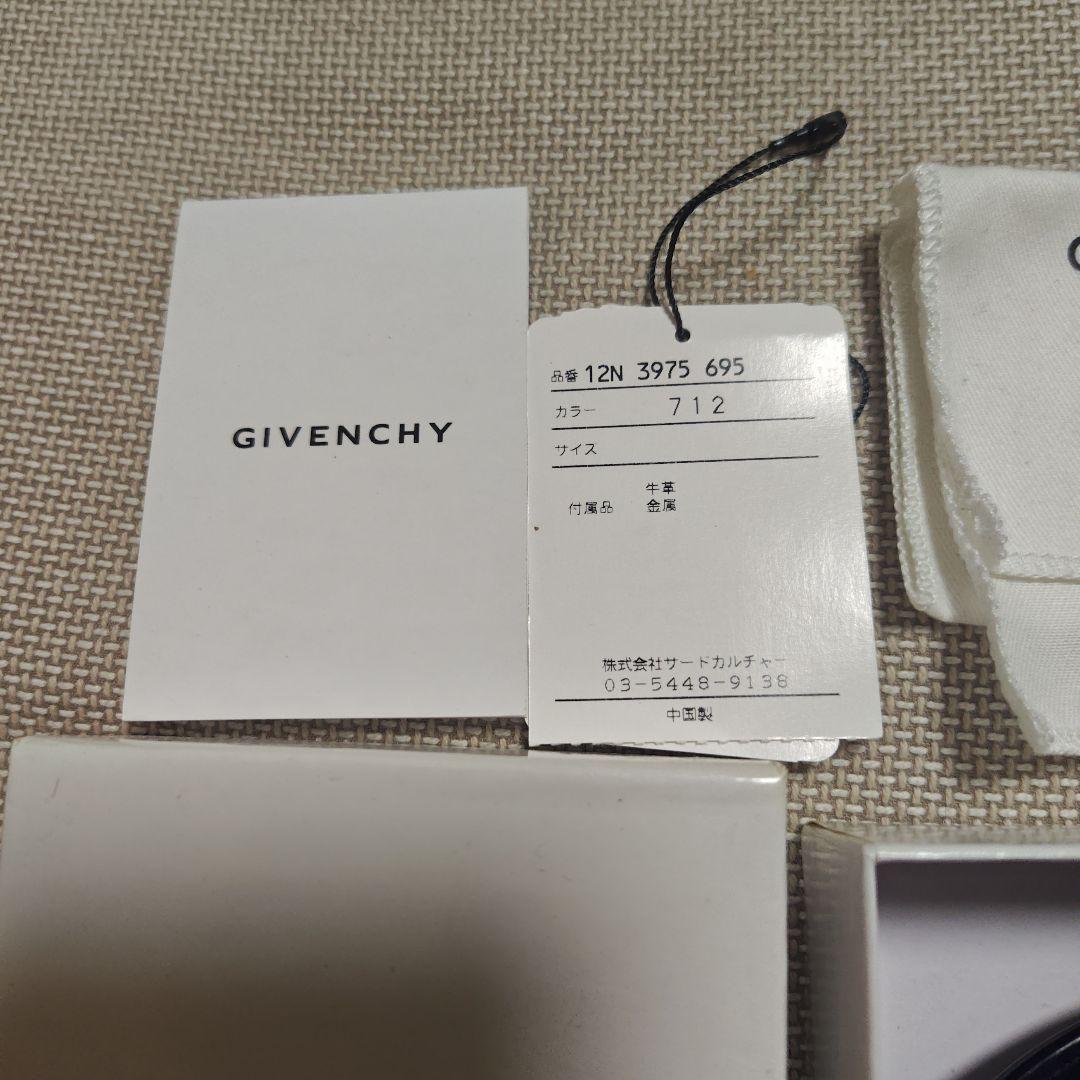 GIVENCHY
品番 12N 3975 695
カラー 712
サイズ
牛革
付属品 金属
株式会社サードカルチャー
03-5448-9138
中国製